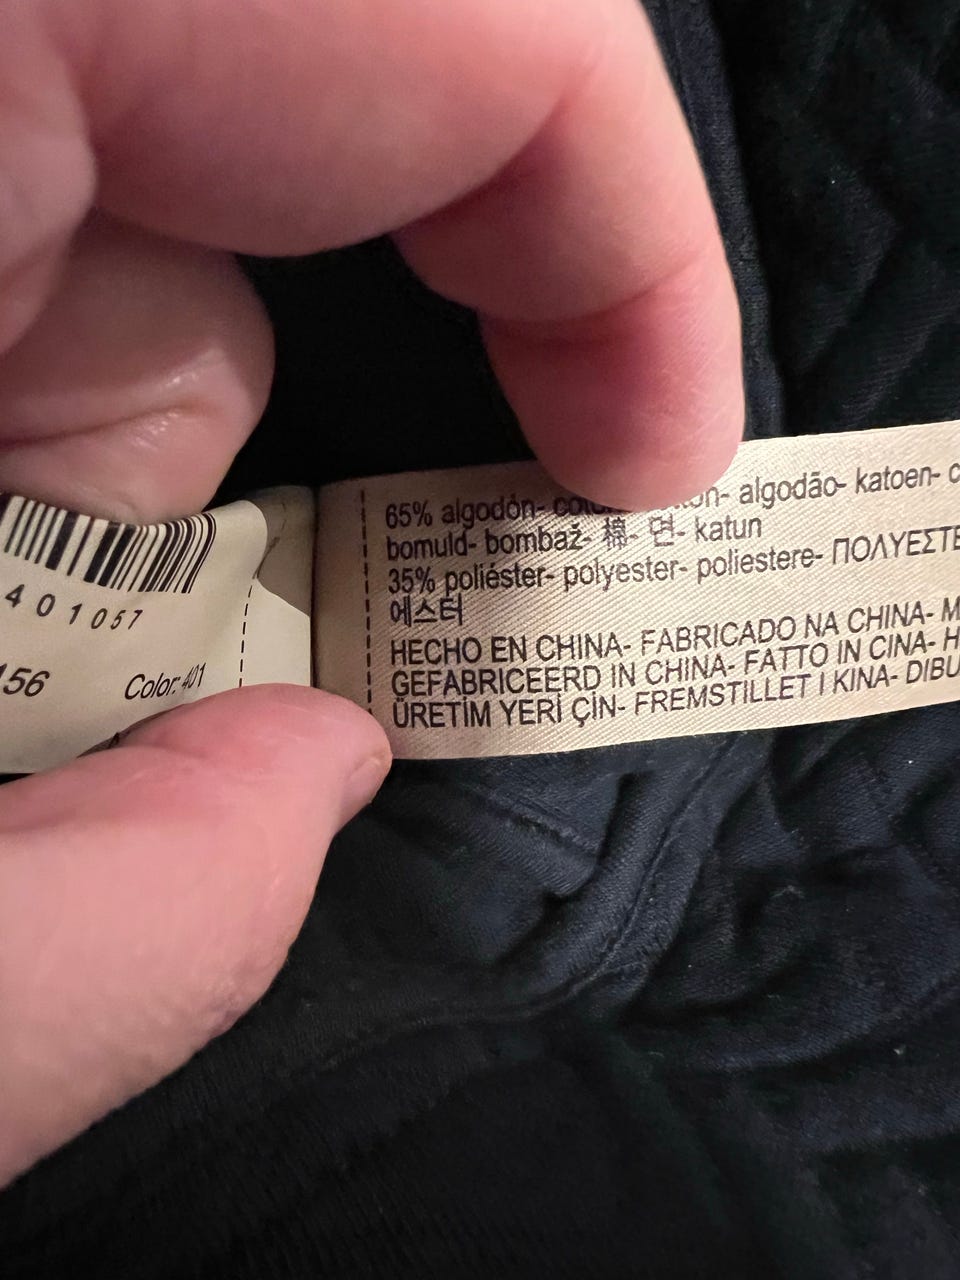 401057
156
Color: 401
65% algodón- algodão- katoen-
bomuld- bombaž- 棉- 면- katun
35% poliéster- polyester- poliestere- ΠΟΛΥΕΣΤΕ
에스터
HECHO EN CHINA- FABRICADO NA CHINA- M
GEFABRICEERD IN CHINA- FATTO IN CINA- H
ÜRETİM YERİ ÇİN- FREMSTILLET I KINA- DIBU